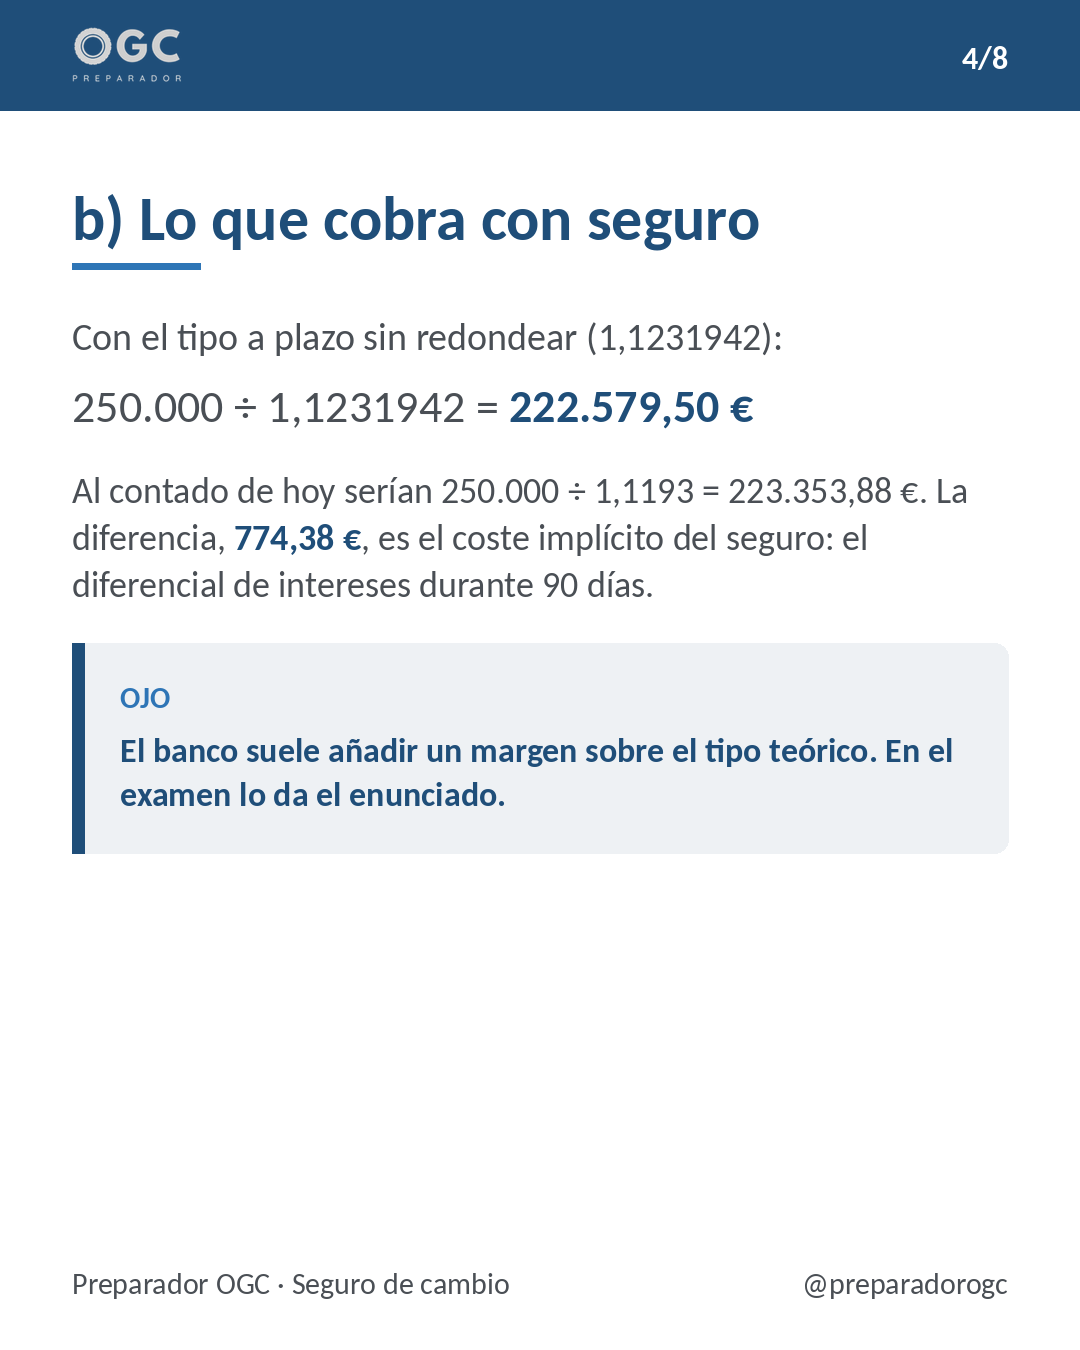 OGC
PREPARADOR
4/8
b) Lo que cobra con seguro
Con el tipo a plazo sin redondear (1,1231942):
250.000 ÷ 1,1231942 = 222.579,50 €
Al contado de hoy serían 250.000 ÷ 1,1193 = 223.353,88 €. La
diferencia, 774,38 €, es el coste implícito del seguro: el
diferencial de intereses durante 90 días.
OJO
El banco suele añadir un margen sobre el tipo teórico. En el
examen lo da el enunciado.
Preparador OGC · Seguro de cambio
@preparadorogc